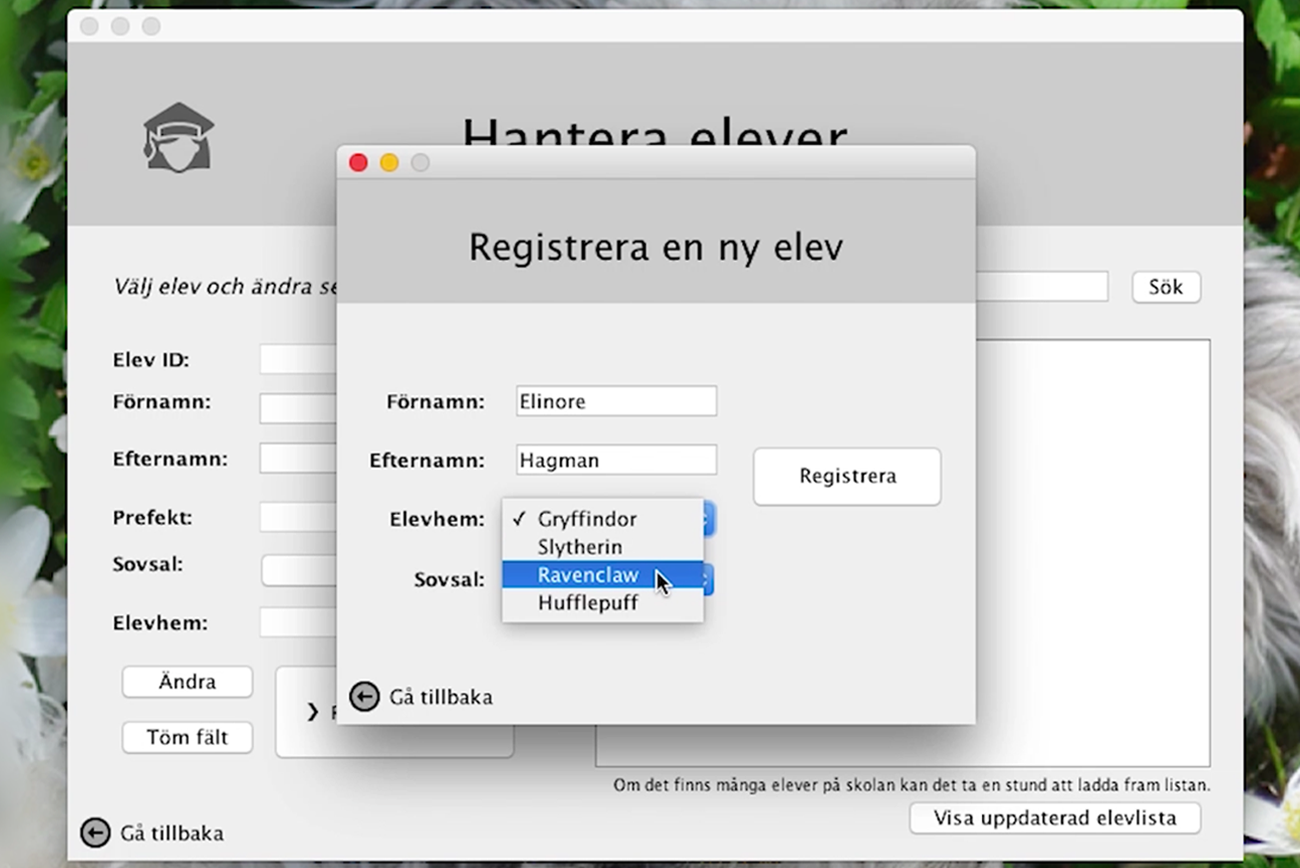 Hantera elever
Registrera en ny elev
Välj elev och ändra
Sök
Elev ID:
Förnamn:
Efternamn:
Prefekt:
Sovsal:
Elevhem:
Ändra
Töm fält
Förnamn:
Elinore
Efternamn:
Hagman
Registrera
Elevhem:
✓ Gryffindor
Slytherin
Ravenclaw
Hufflepuff
Sovsal:
Gå tillbaka
Om det finns många elever på skolan kan det ta en stund att ladda fram listan.
Visa uppdaterad elevlista
Gå tillbaka